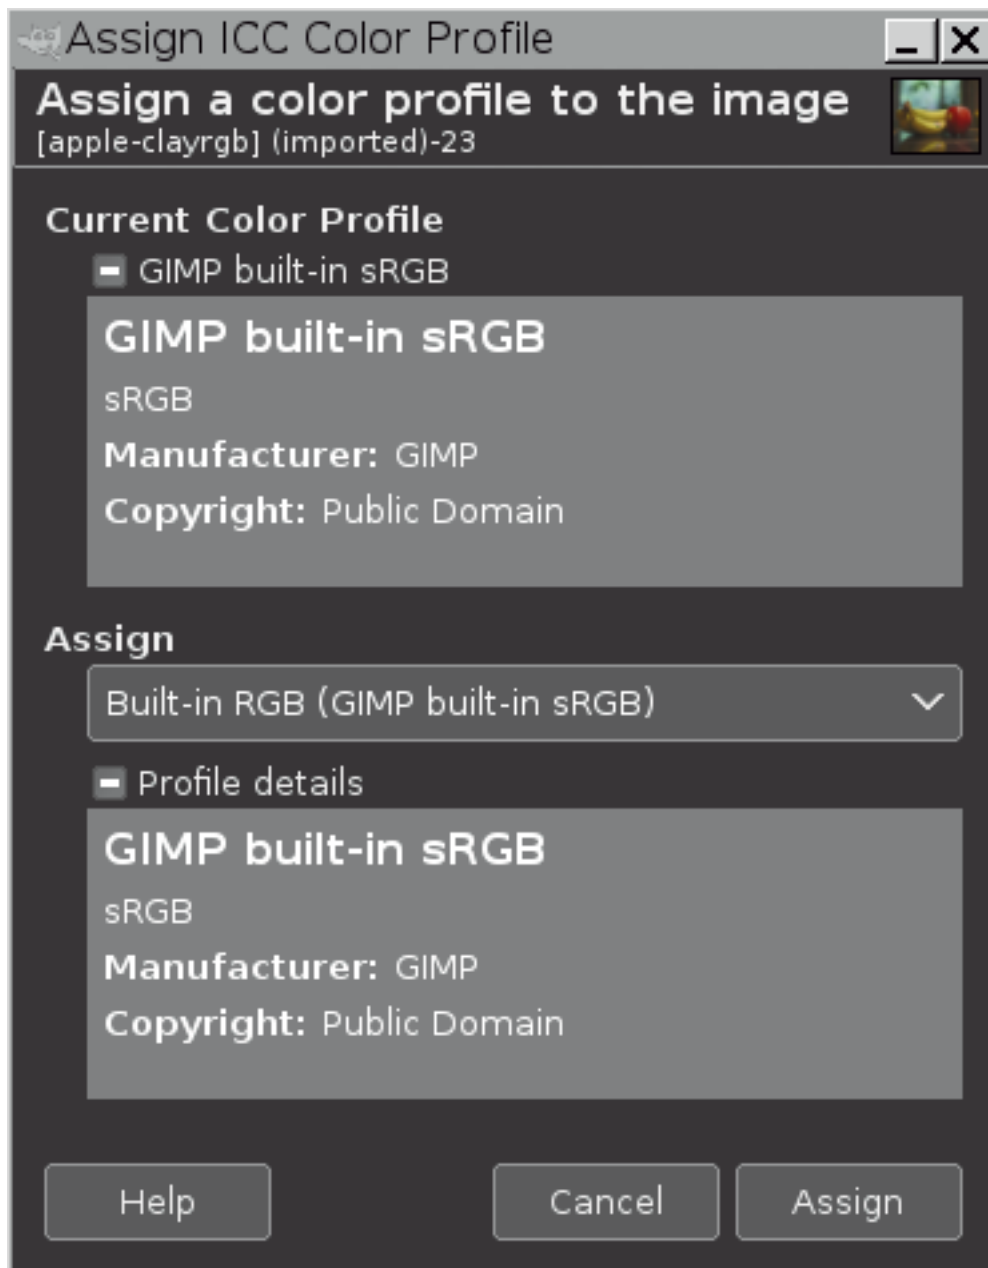 Assign ICC Color Profile
Assign a color profile to the image
[apple-clayrgb] (imported)-23
Current Color Profile
GIMP built-in sRGB
GIMP built-in sRGB
sRGB
Manufacturer: GIMP
Copyright: Public Domain
Assign
Built-in RGB (GIMP built-in sRGB)
Profile details
GIMP built-in sRGB
sRGB
Manufacturer: GIMP
Copyright: Public Domain
Help Cancel Assign